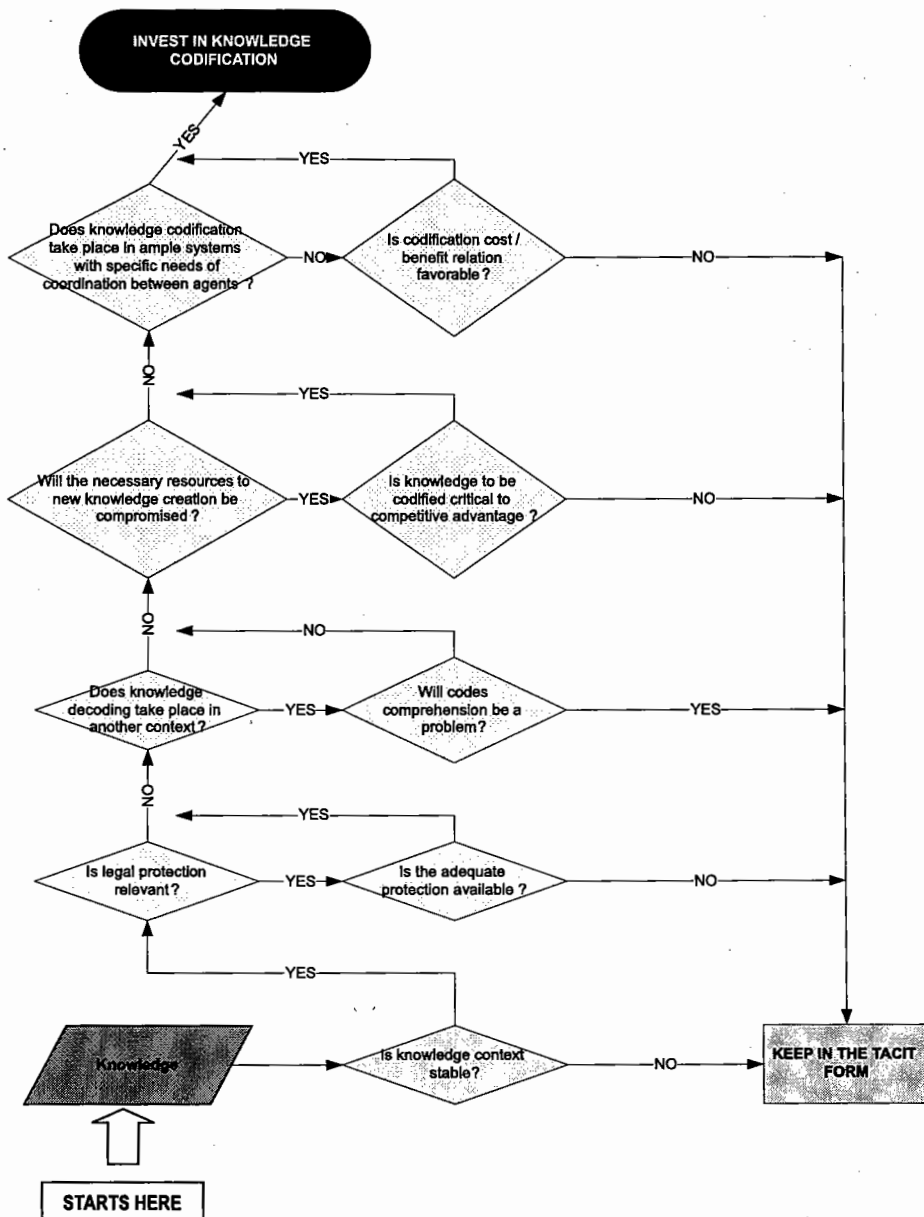 INVEST IN KNOWLEDGE
CODIFICATION
YES
YES
Does knowledge codification
take place in ample systems
with specific needs of
coordination between agents ?
NO
Is codification cost /
benefit relation
favorable ?
NO
NO
YES
Will the necessary resources to
new knowledge creation be
compromised ?
YES
Is knowledge to be
codified critical to
competitive advantage ?
NO
NO
NO
Does knowledge
decoding take place in
another context ?
YES
Will codes
comprehension be a
problem?
YES
NO
YES
Is legal protection
relevant ?
YES
Is the adequate
protection available ?
NO
YES
Knowledge
Is knowledge context
stable?
NO
KEEP IN THE TACIT
FORM
STARTS HERE